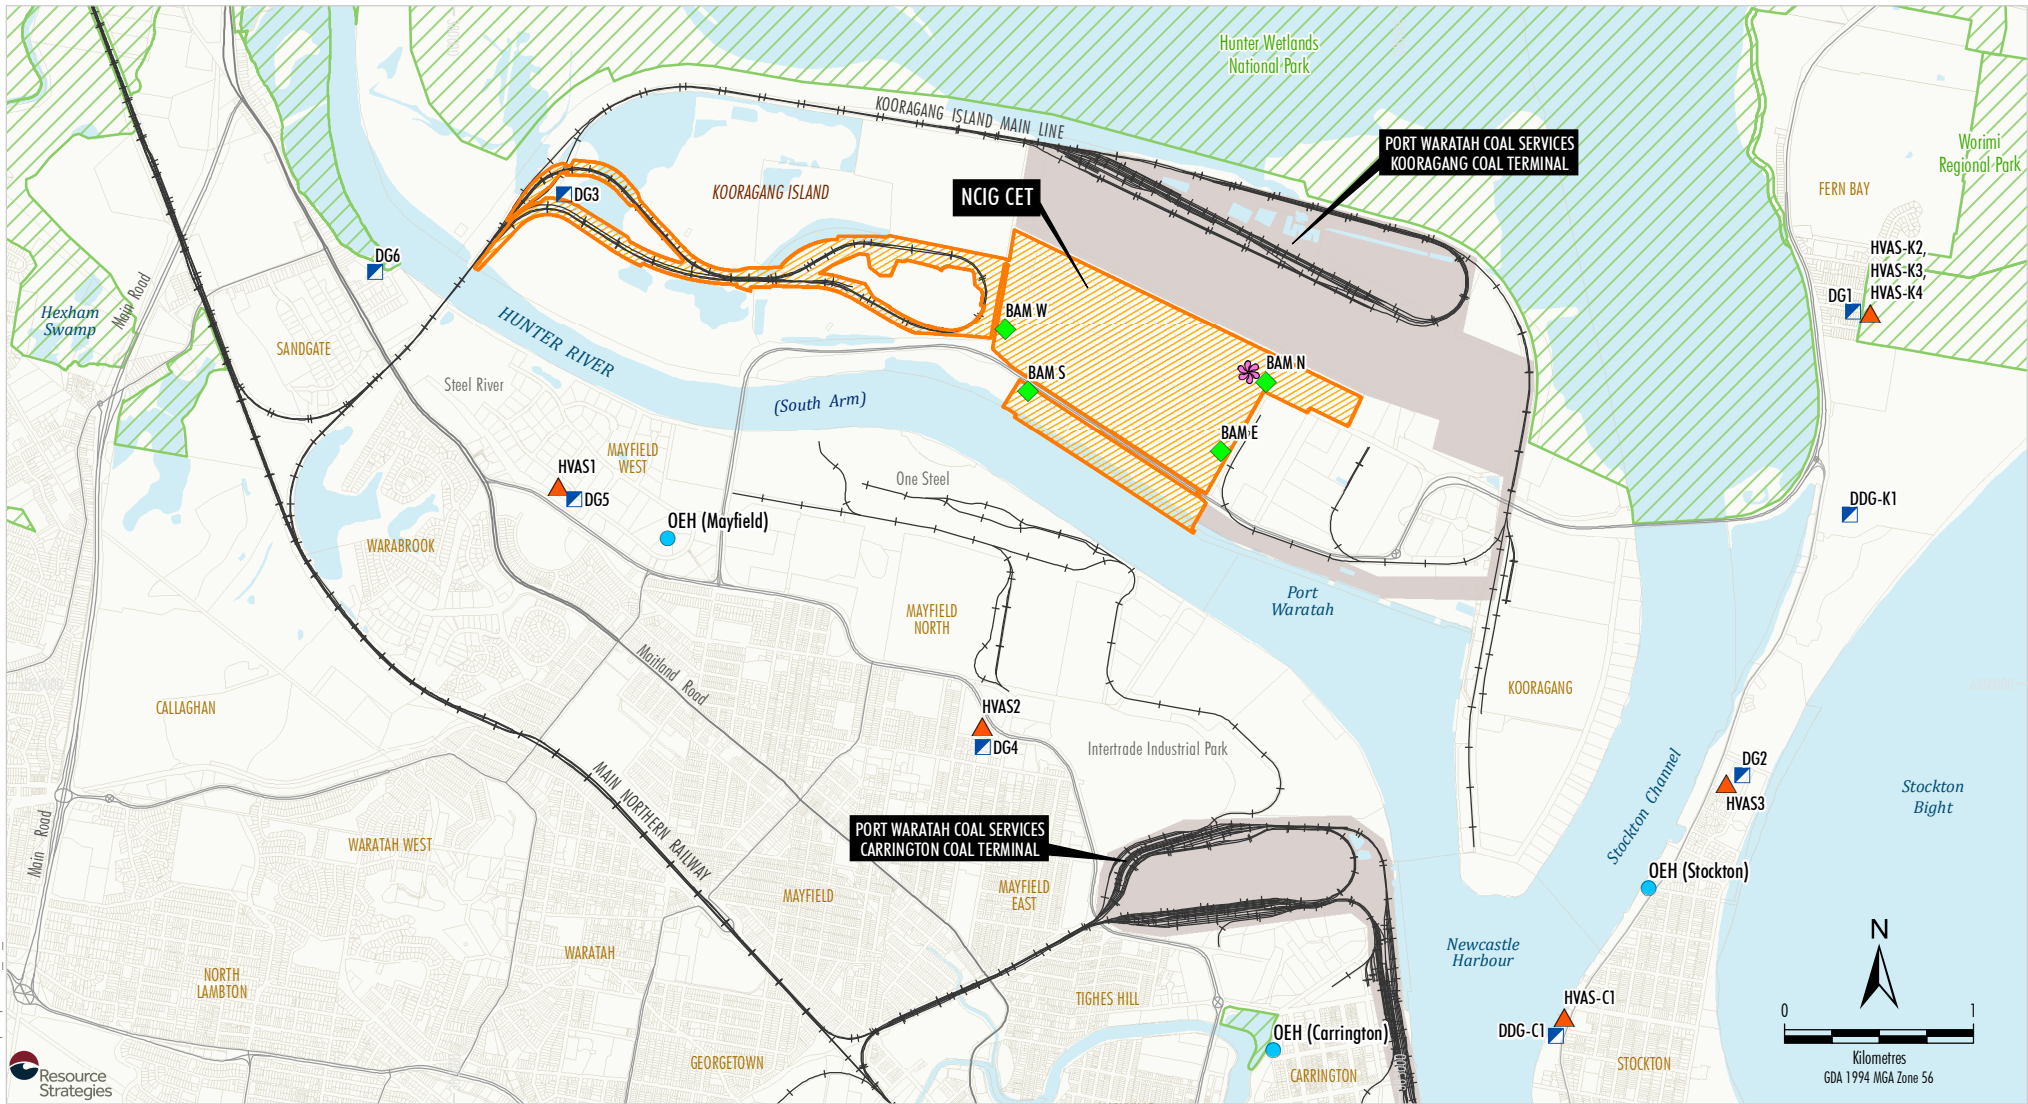 Hunter Wetlands
National Park
KOORAGANG ISLAND MAIN LINE
PORT WARATAH COAL SERVICES
KOORAGANG COAL TERMINAL
Worimi
Regional Park
FERN BAY
NCIG CET
KOORAGANG ISLAND
DG3
DG6
HVAS-K2,
HVAS-K3,
HVAS-K4
DG1
Main Road
Hexham
Swamp
SANDGATE
HUNTER RIVER
BAM W
BAM S
BAM N
BAM E
Steel River
(South Arm)
MAYFIELD
WEST
HVAS1
DG5
One Steel
OEH (Mayfield)
DDG-K1
WARABROOK
Port
Waratah
MAYFIELD
NORTH
Maitland Road
KOORAGANG
CALLAGHAN
HVAS2
DG4
Intertrade Industrial Park
DG2
HVAS3
Stockton Channel
Stockton
Bight
MAIN NORTHERN RAILWAY
Main Road
WARATAH WEST
PORT WARATAH COAL SERVICES
CARRINGTON COAL TERMINAL
MAYFIELD
MAYFIELD
EAST
OEH (Stockton)
WARATAH
Newcastle
Harbour
N
NORTH
LAMBTON
TIGHES HILL
HVAS-C1
DDG-C1
0
1
Kilometres
GDA 1994 MGA Zone 56
OEH (Carrington)
GEORGETOWN
CARRINGTON
STOCKTON
Resource
Strategies